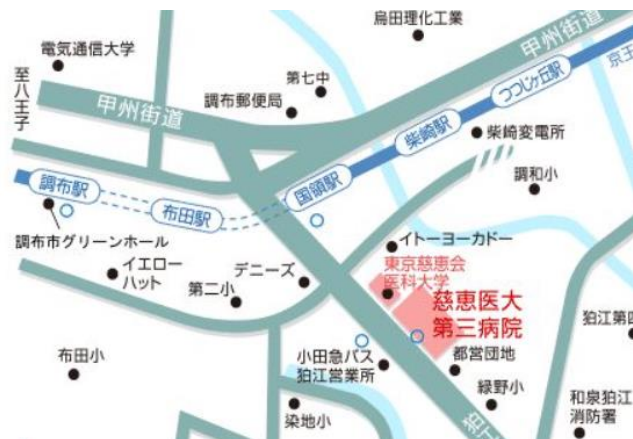 烏田理化工業
電気通信大学
至八王子
第七中
調布郵便局
甲州街道
甲州街道
つつじヶ丘駅
京王
柴崎駅
柴崎変電所
調和小
国領駅
布田駅
調布駅
調布市グリーンホール
イエロー
ハット
第二小
デニーズ
イトーヨーカドー
東京慈恵会
医科大学
慈恵医大
第三病院
狛江第四
布田小
小田急バス
狛江営業所
都営団地
緑野小
染地小
和泉狛江
消防署